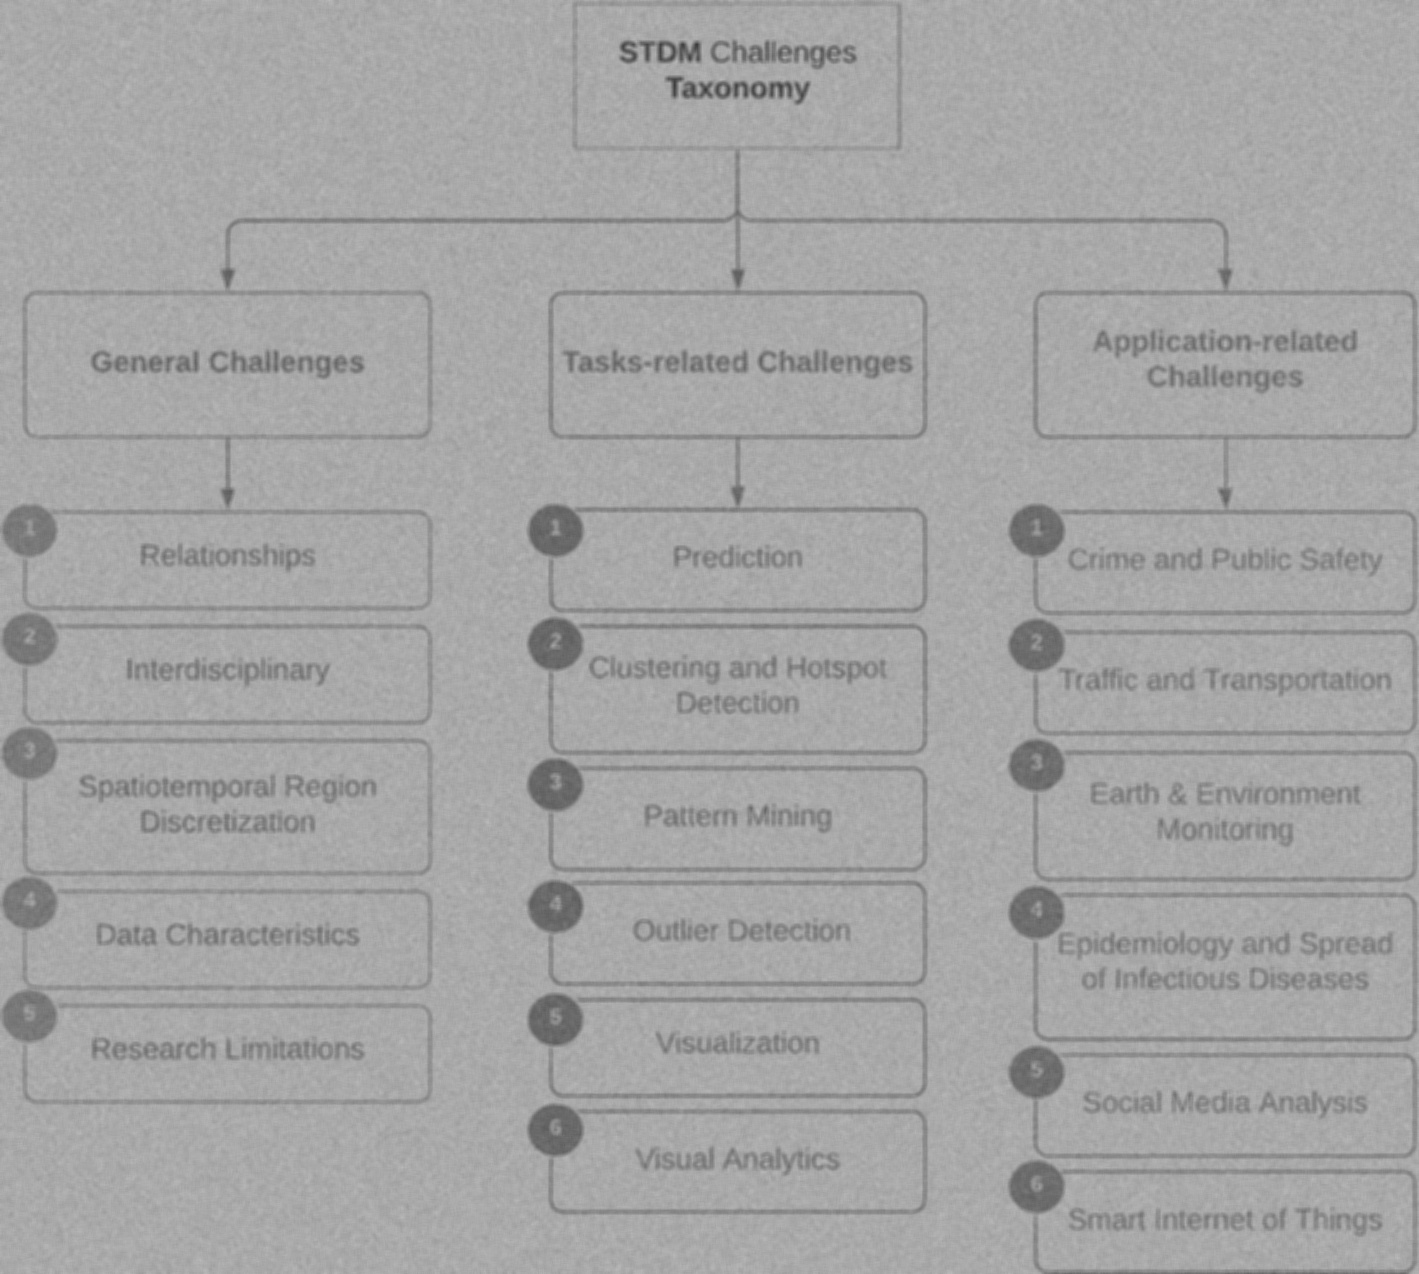 STDM Challenges
Taxonomy
General Challenges
1
Relationships
2
Interdisciplinary
3
Spatiotemporal Region
Discretization
4
Data Characteristics
5
Research Limitations
Tasks-related Challenges
1
Prediction
2
Clustering and Hotspot
Detection
3
Pattern Mining
4
Outlier Detection
5
Visualization
6
Visual Analytics
Application-related
Challenges
1
Crime and Public Safety
2
Traffic and Transportation
3
Earth & Environment
Monitoring
4
Epidemiology and Spread
of Infectious Diseases
5
Social Media Analysis
6
Smart Internet of Things